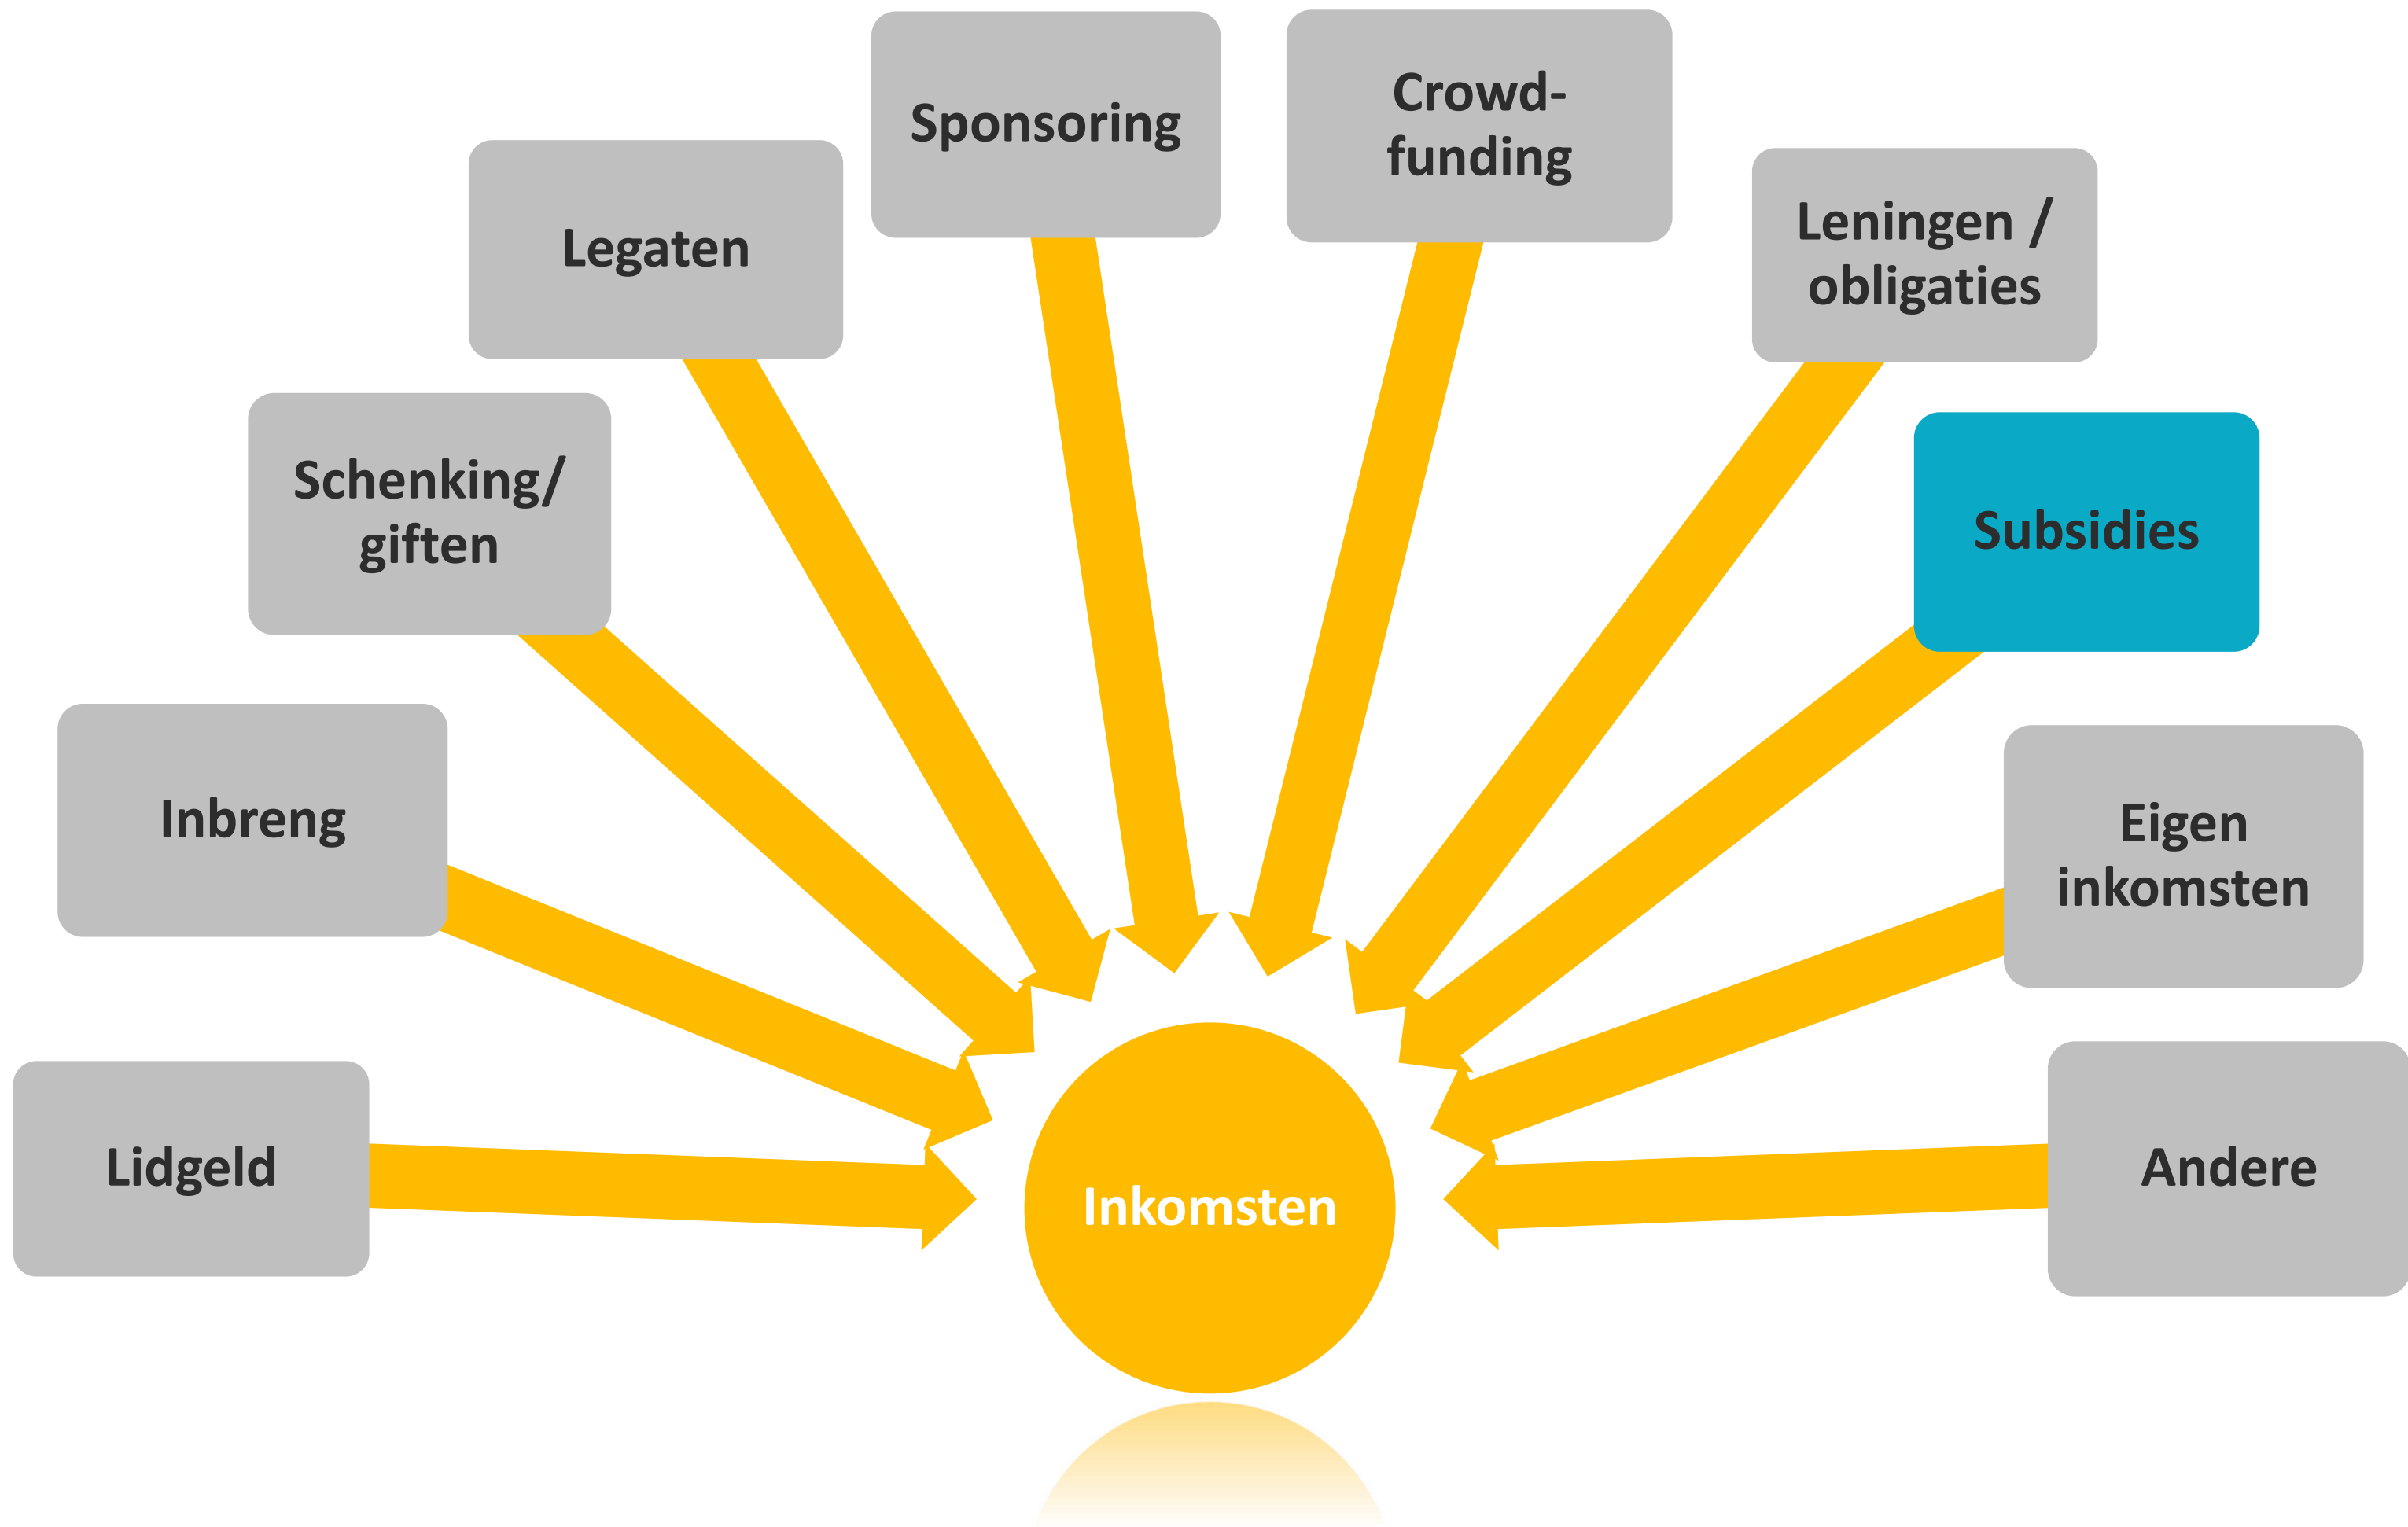 Sponsoring
Crowd-
funding
Legaten
Leningen /
obligaties
Schenking/
giften
Subsidies
Inbreng
Eigen
inkomsten
Lidgeld
Andere
Inkomsten